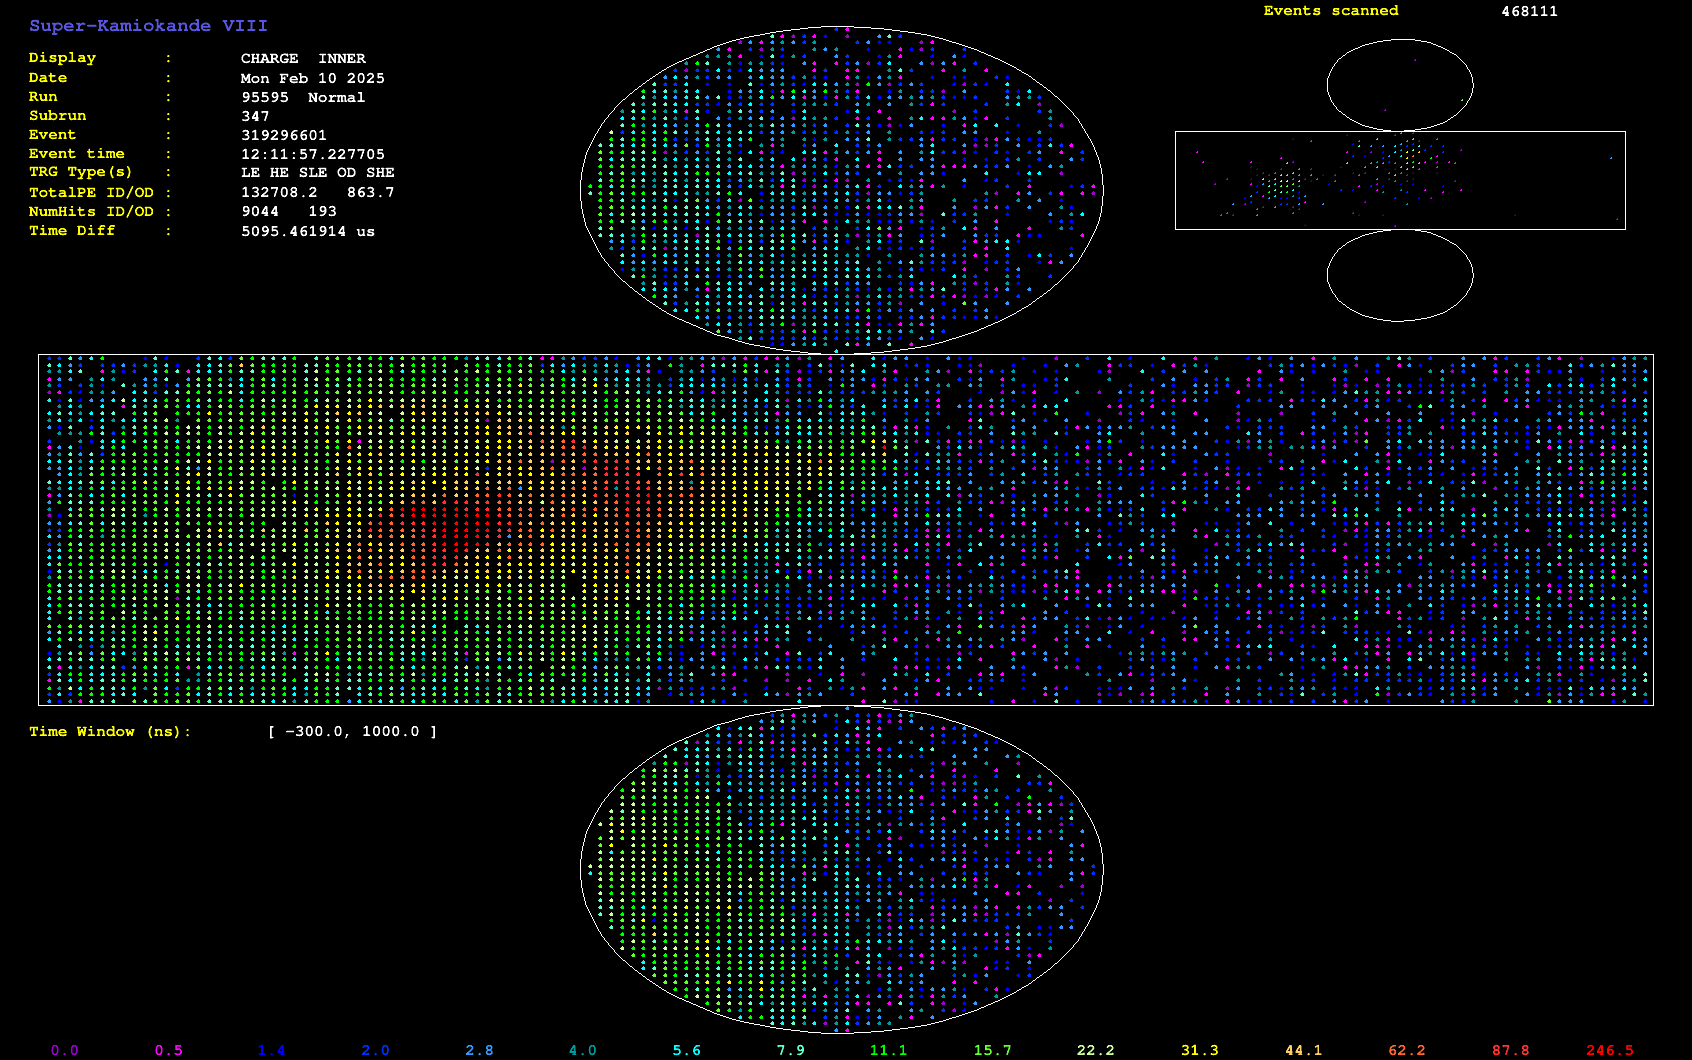 Super-Kamiokande VIII
Display : CHARGE INNER
Date : Mon Feb 10 2025
Run : 95595 Normal
Subrun : 347
Event : 319296601
Event time : 12:11:57.227705
TRG Type(s) : LE HE SLE OD SHE
TotalPE ID/OD : 132708.2 863.7
NumHits ID/OD : 9044 193
Time Diff : 5095.461914 us
Events scanned 468111
Time Window (ns): [ -300.0, 1000.0 ]
0.0 0.5 1.4 2.0 2.8 4.0 5.6 7.9 11.1 15.7 22.2 31.3 44.1 62.2 87.8 246.5